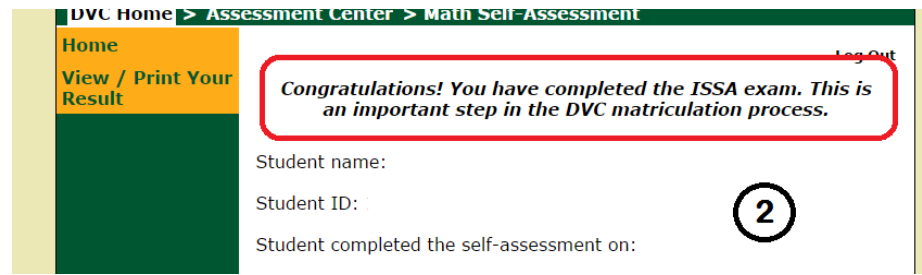 DVC Home > Assessment Center > Math Self-Assessment
Home
Log Out
View / Print Your
Result
Congratulations! You have completed the ISSA exam. This is
an important step in the DVC matriculation process.
Student name:
Student ID:
2
Student completed the self-assessment on: